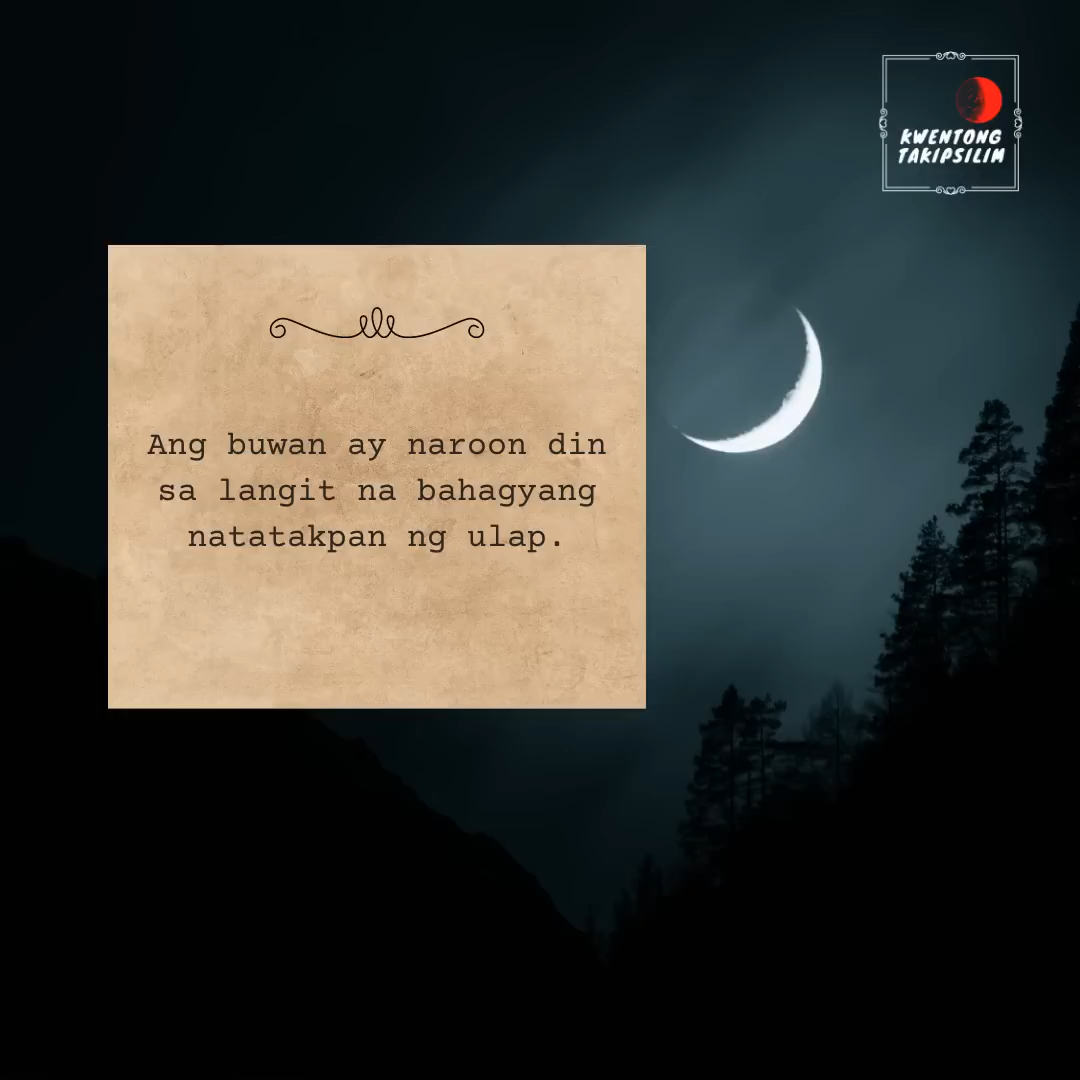 KWENTONG
TAKIPSILIM
Ang buwan ay naroon din
sa langit na bahagyang
natatakpan ng ulap.